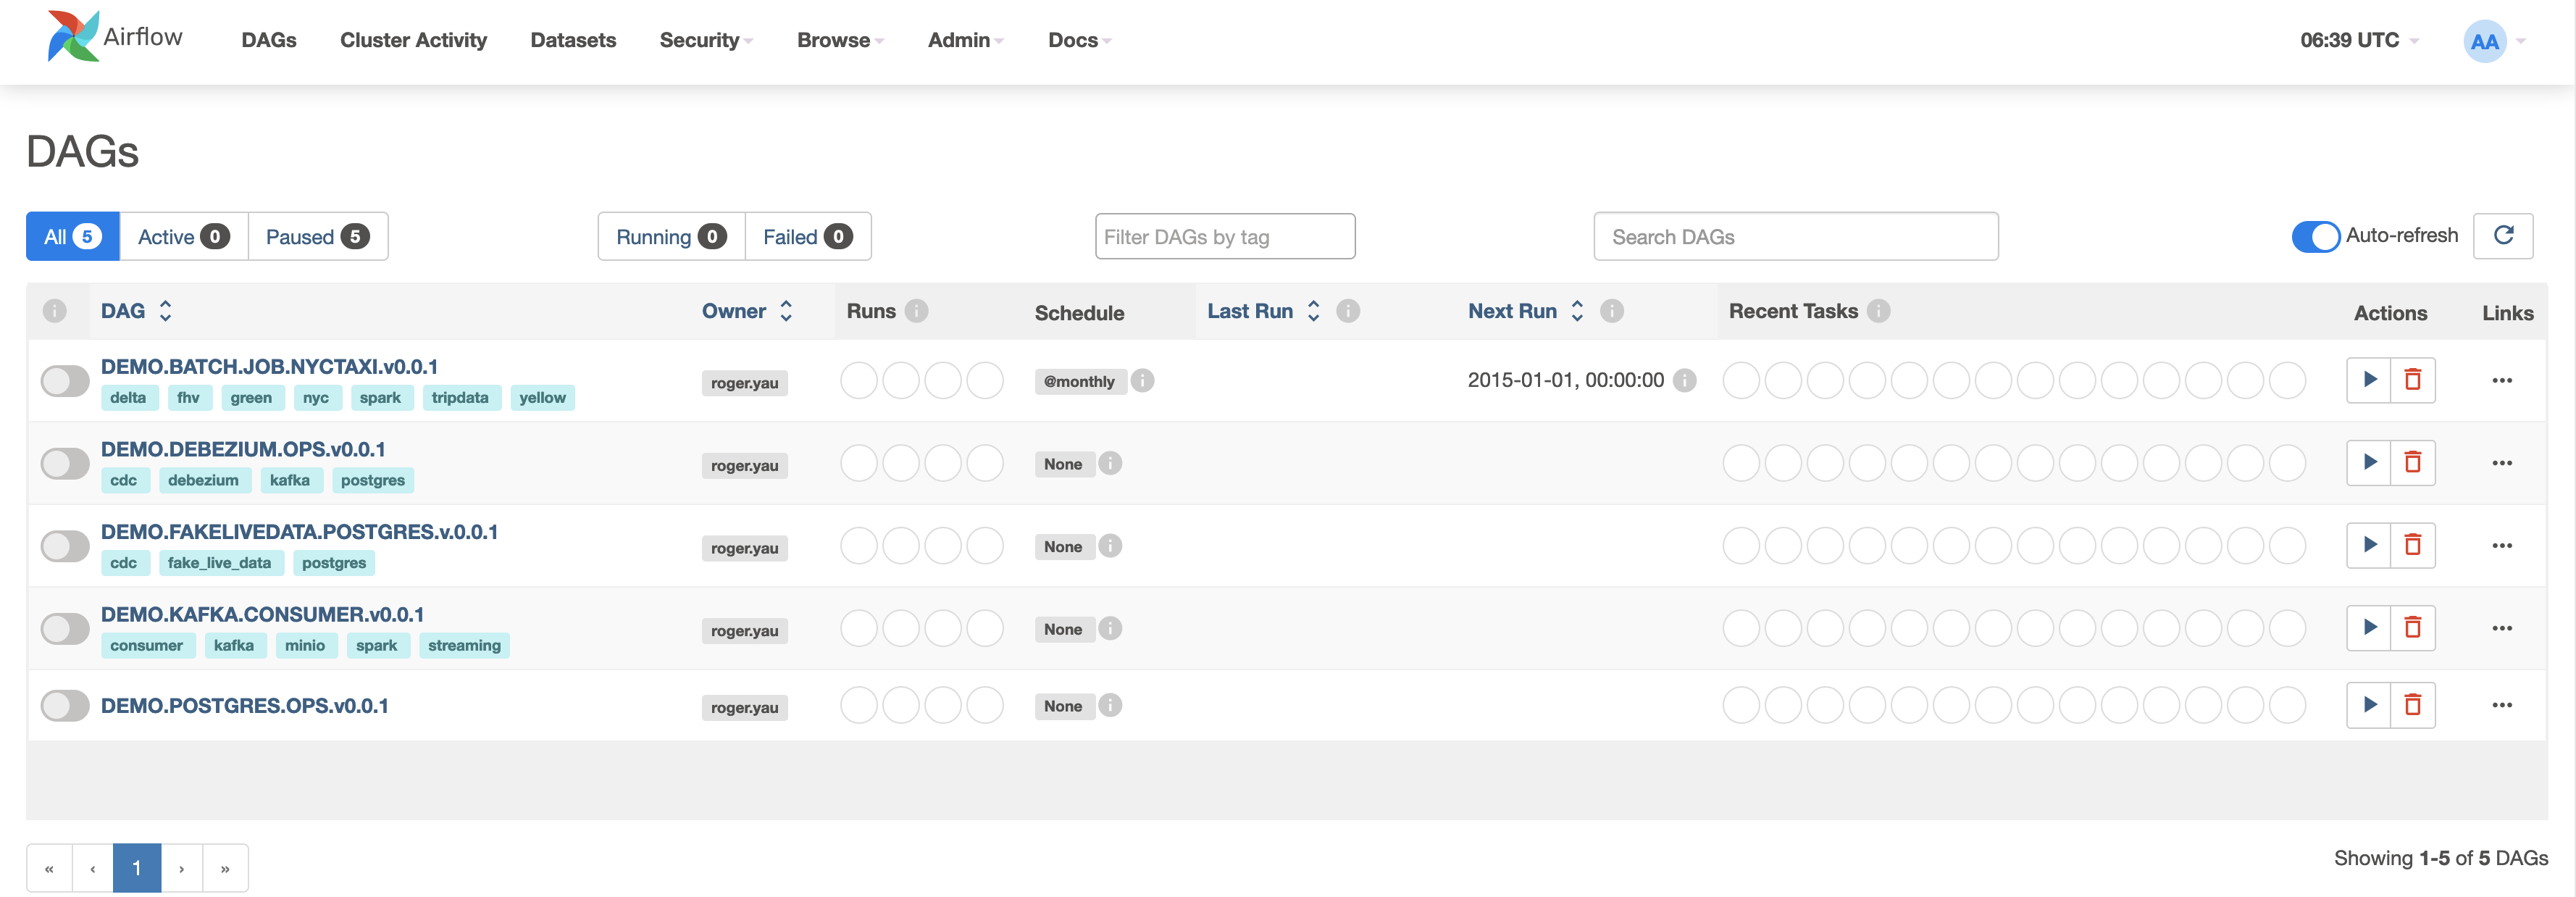 Airflow DAGs Cluster Activity Datasets Security Browse Admin Docs 06:39 UTC AA
DAGs
All 5 Active 0 Paused 5 Running 0 Failed 0 Filter DAGs by tag Search DAGs Auto-refresh
i DAG Owner Runs i Schedule Last Run i Next Run i Recent Tasks i Actions Links
DEMO.BATCH.JOB.NYCTAXI.v0.0.1
delta fhv green nyc spark tripdata yellow
roger.yau @monthly i 2015-01-01, 00:00:00 i
DEMO.DEBEZIUM.OPS.v0.0.1
cdc debezium kafka postgres
roger.yau None i
DEMO.FAKELIVEDATA.POSTGRES.v.0.0.1
cdc fake_live_data postgres
roger.yau None i
DEMO.KAFKA.CONSUMER.v0.0.1
consumer kafka minio spark streaming
roger.yau None i
DEMO.POSTGRES.OPS.v0.0.1 roger.yau None i
« ‹ 1 › »
Showing 1-5 of 5 DAGs